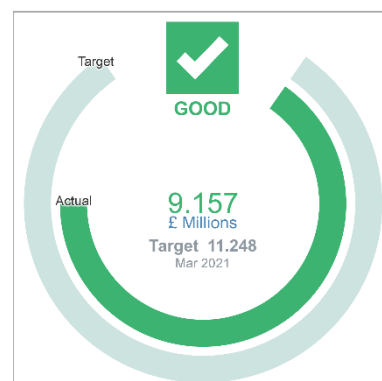 Target
GOOD
Actual
9.157
£ Millions
Target 11.248
Mar 2021